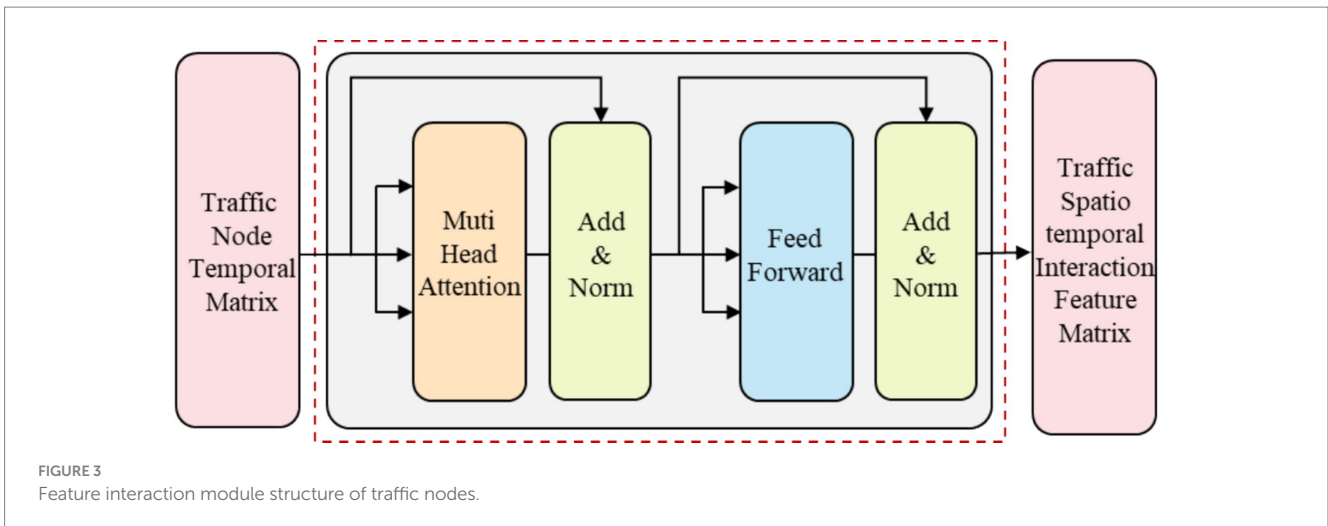 Traffic
Node
Temporal
Matrix
Muti
Head
Attention
Add
&
Norm
Feed
Forward
Add
&
Norm
Traffic
Spatio
temporal
Interaction
Feature
Matrix
FIGURE 3
Feature interaction module structure of traffic nodes.